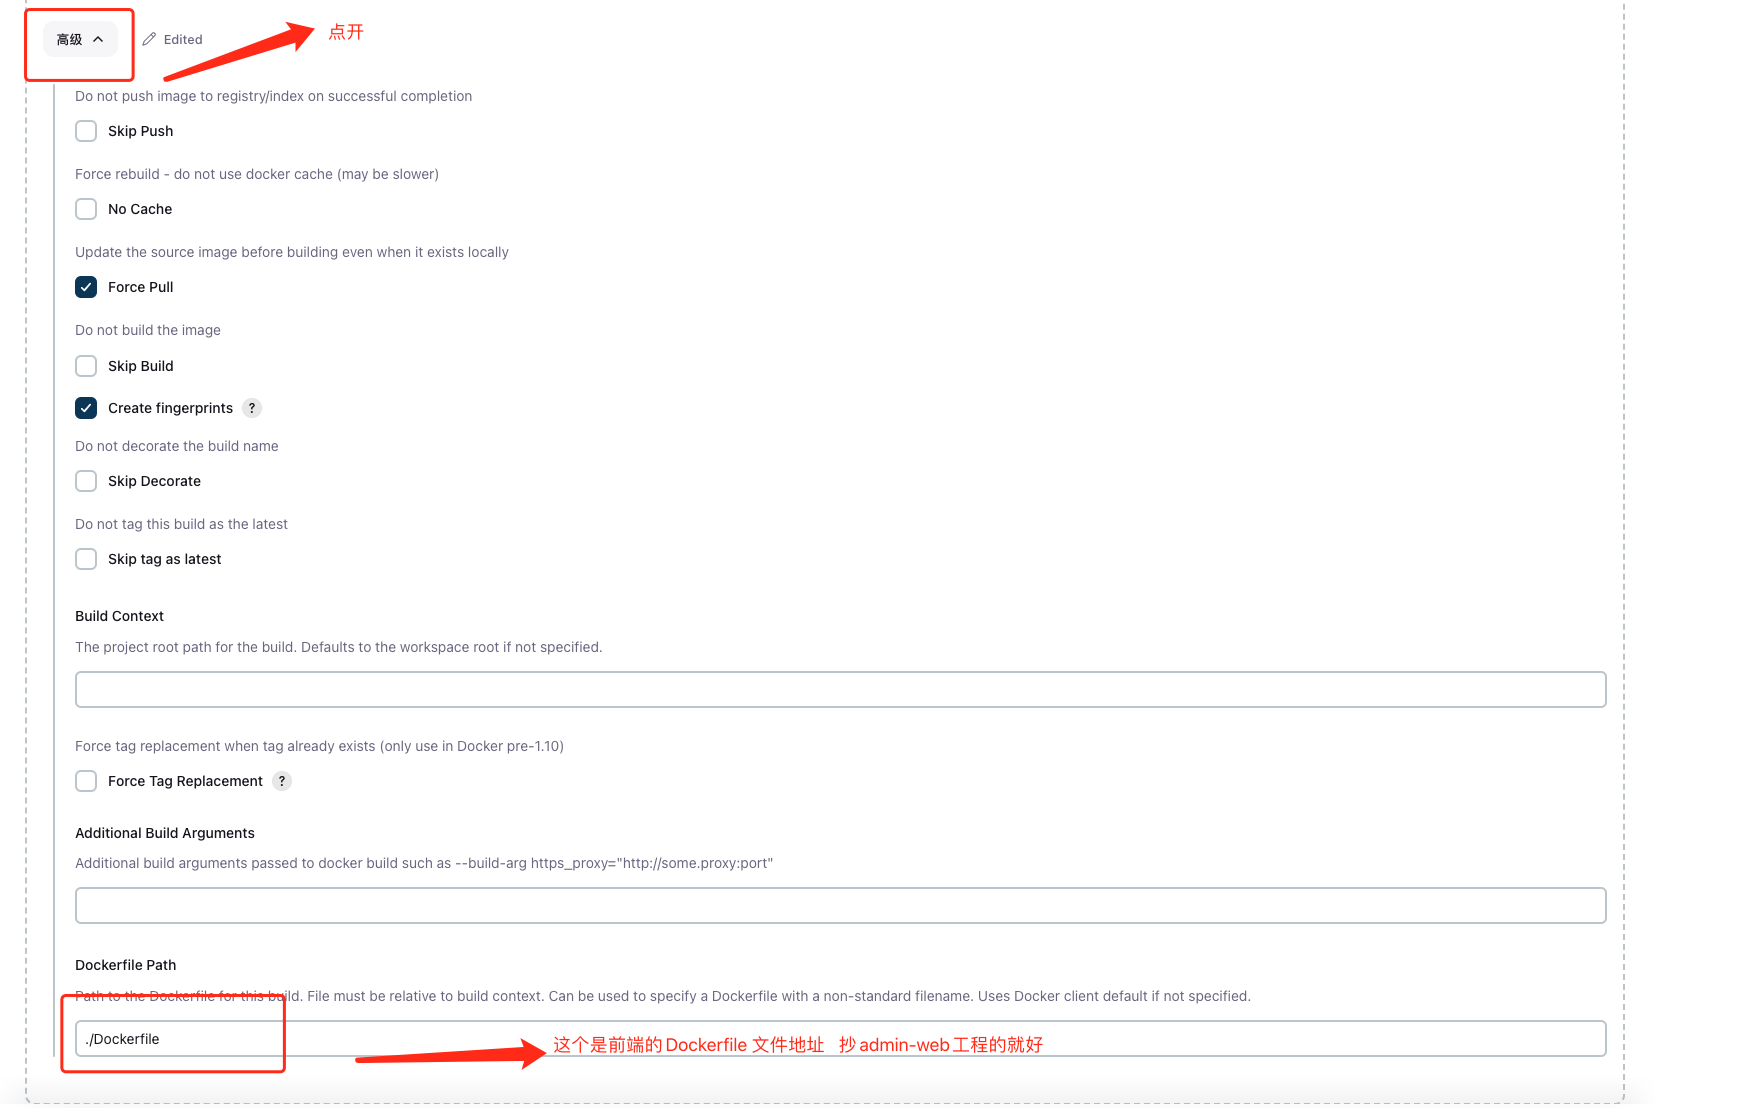 高级 Edited
点开
Do not push image to registry/index on successful completion
Skip Push
Force rebuild - do not use docker cache (may be slower)
No Cache
Update the source image before building even when it exists locally
Force Pull
Do not build the image
Skip Build
Create fingerprints ?
Do not decorate the build name
Skip Decorate
Do not tag this build as the latest
Skip tag as latest
Build Context
The project root path for the build. Defaults to the workspace root if not specified.
Force tag replacement when tag already exists (only use in Docker pre-1.10)
Force Tag Replacement ?
Additional Build Arguments
Additional build arguments passed to docker build such as --build-arg https_proxy="http://some.proxy:port"
Dockerfile Path
Path to the Dockerfile for this build. File must be relative to build context. Can be used to specify a Dockerfile with a non-standard filename. Uses Docker client default if not specified.
./Dockerfile
这个是前端的Dockerfile 文件地址 抄admin-web工程的就好